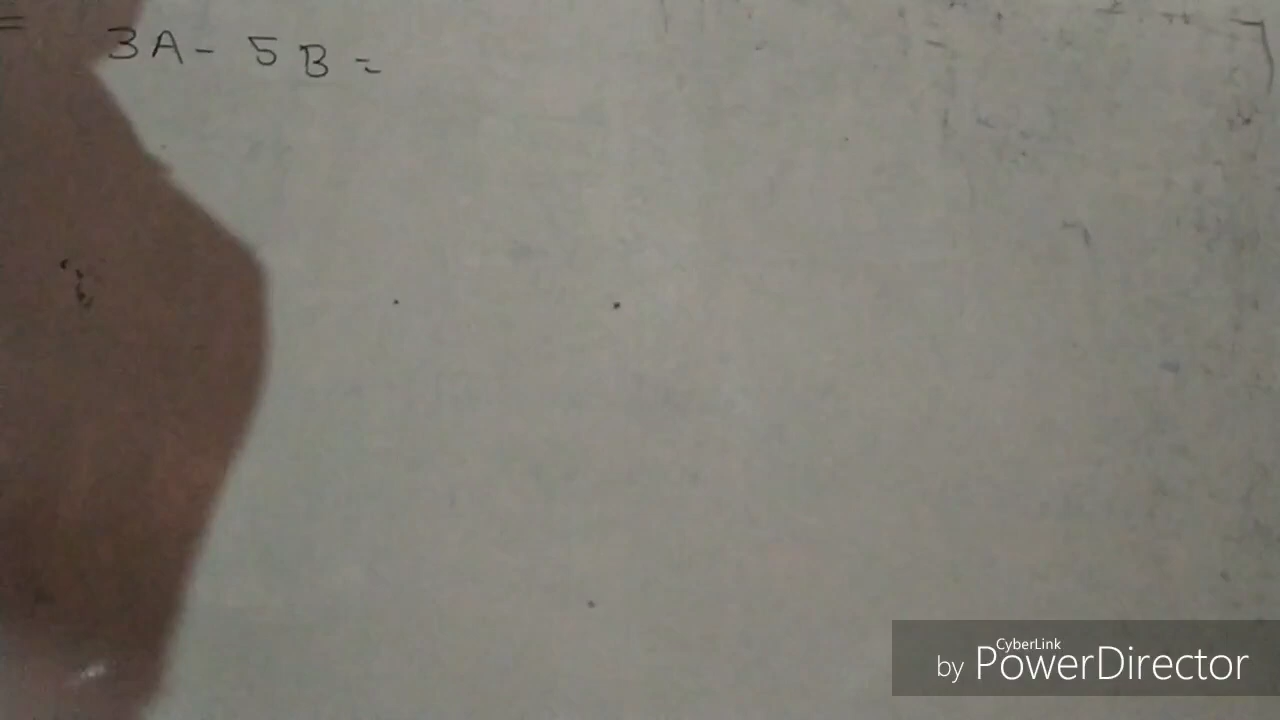 = 3A - 5B =
CyberLink
by PowerDirector